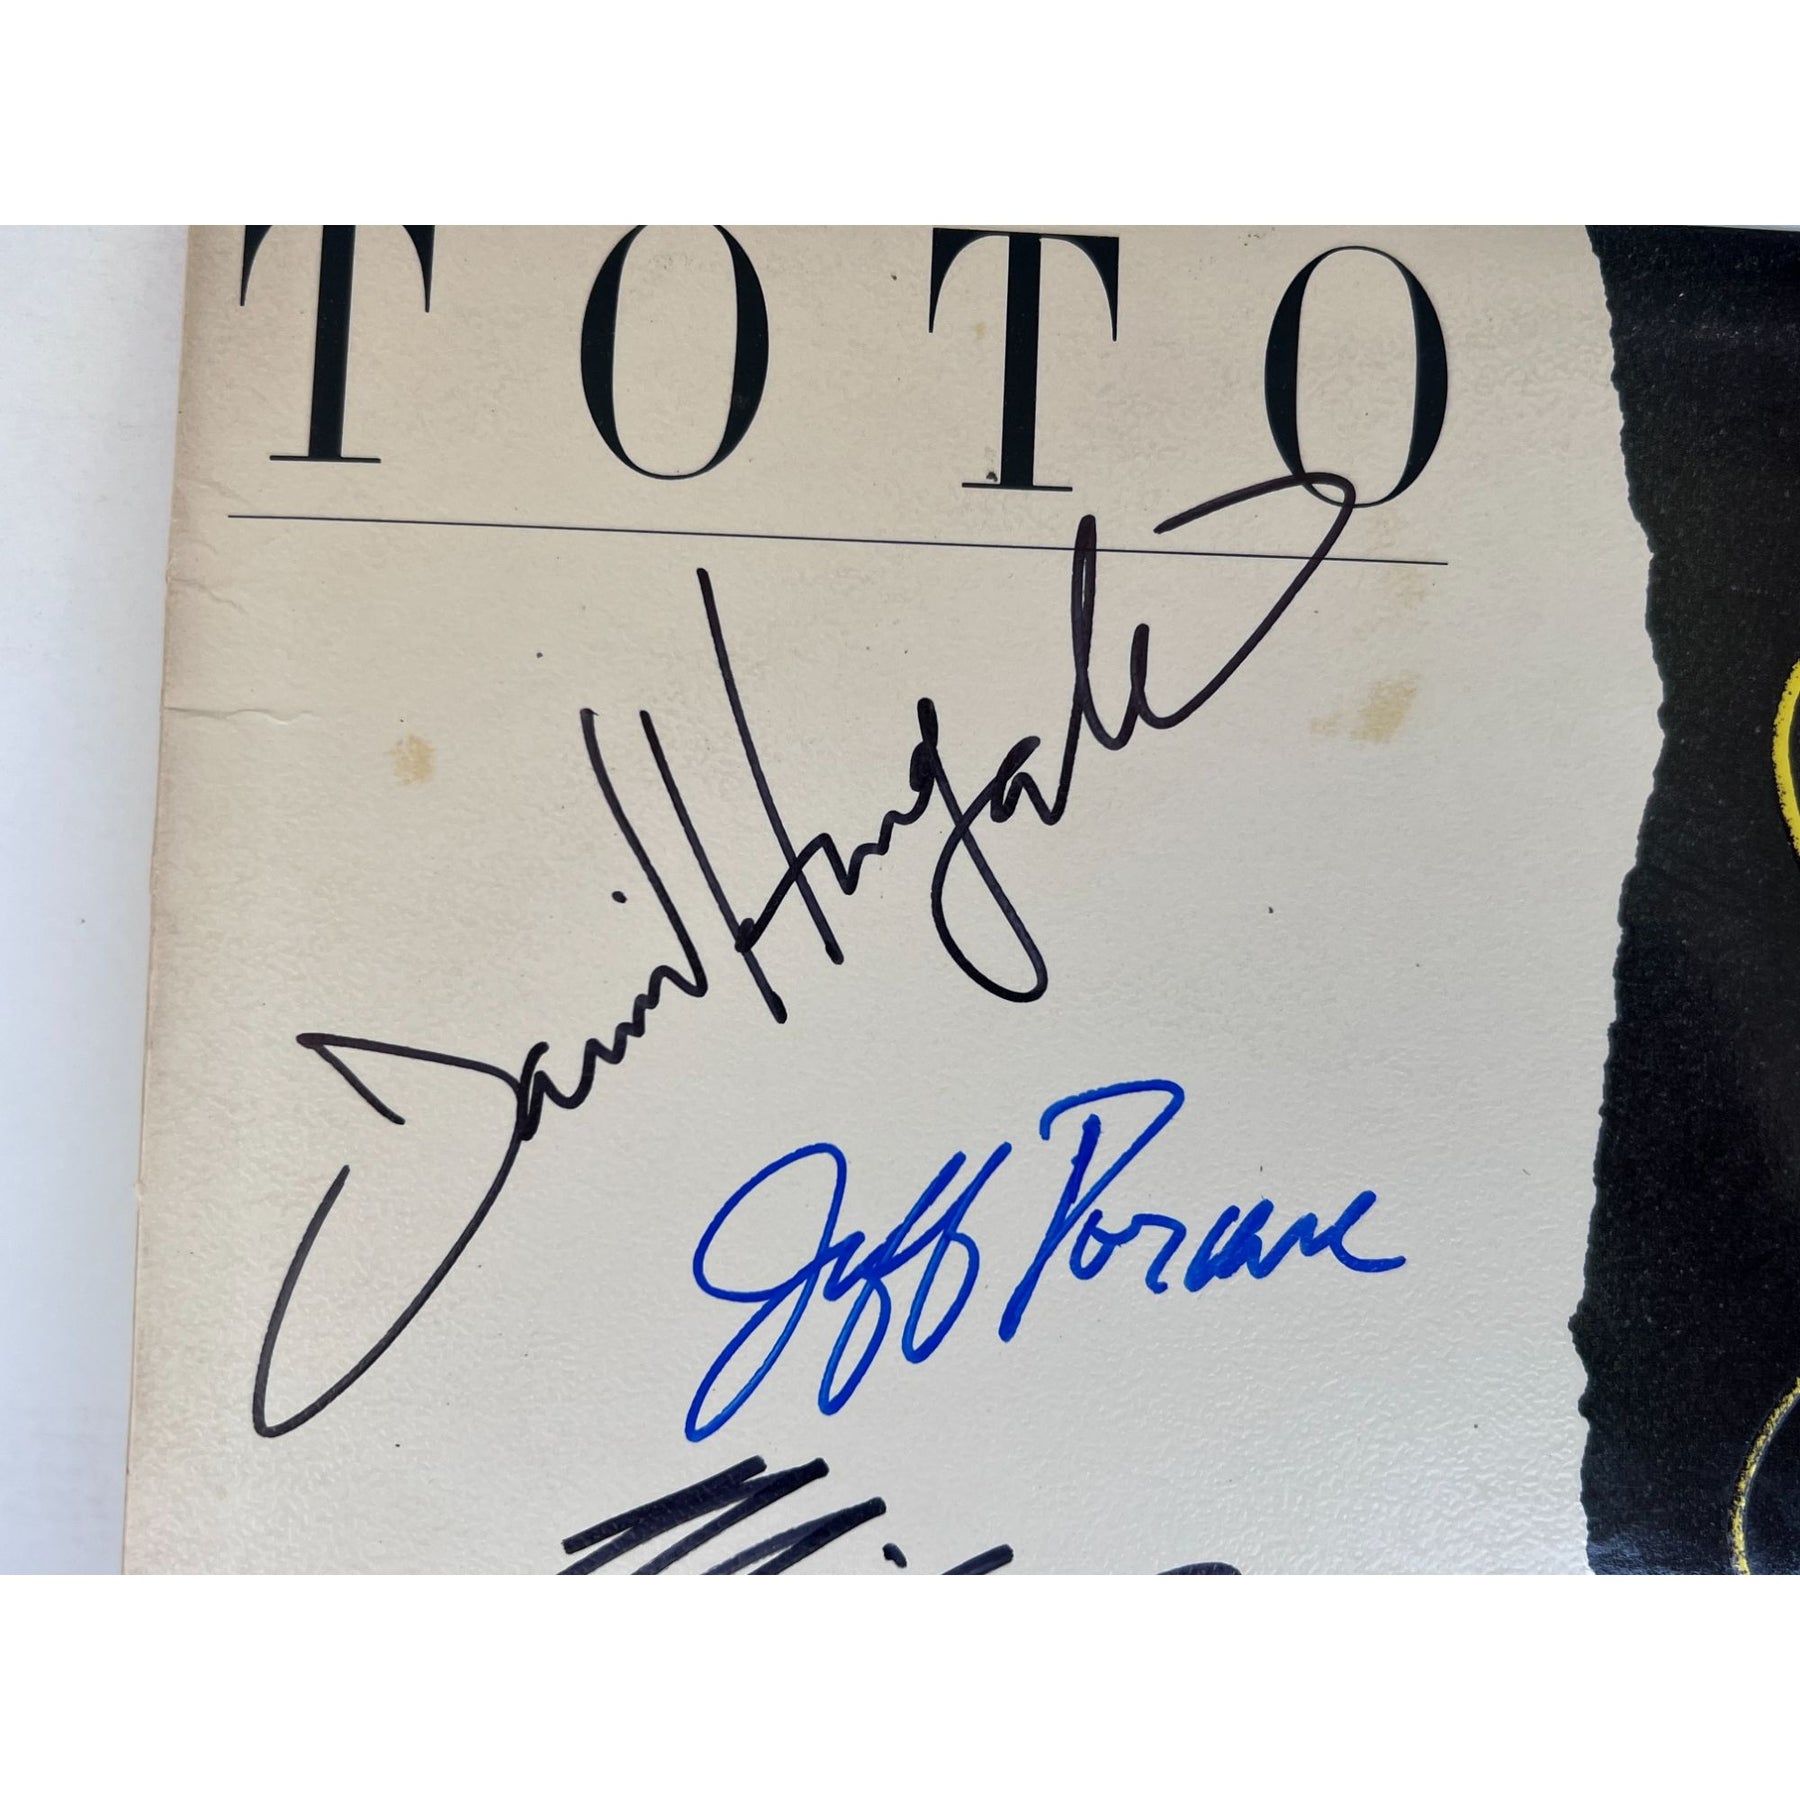 TOTO
David Hungate
Jeff Porcaro